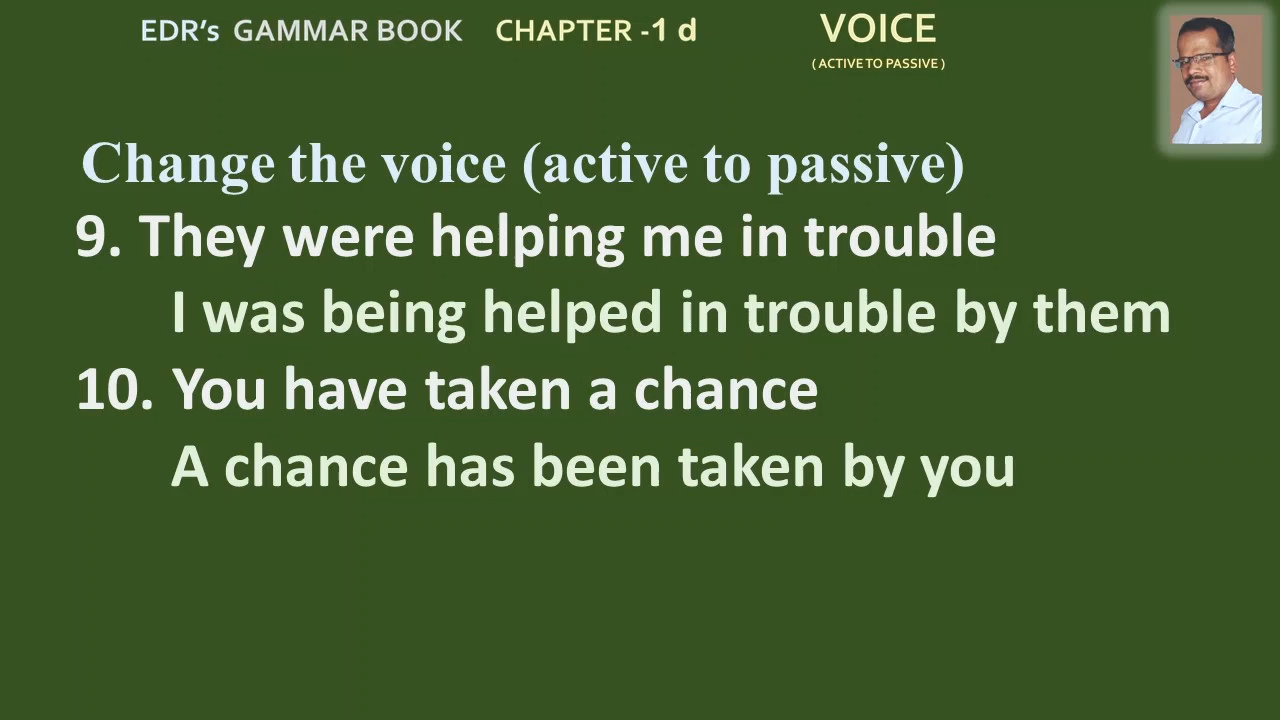 EDR's GAMMAR BOOK CHAPTER -1 d VOICE
( ACTIVE TO PASSIVE )
Change the voice (active to passive)
9. They were helping me in trouble
I was being helped in trouble by them
10. You have taken a chance
A chance has been taken by you